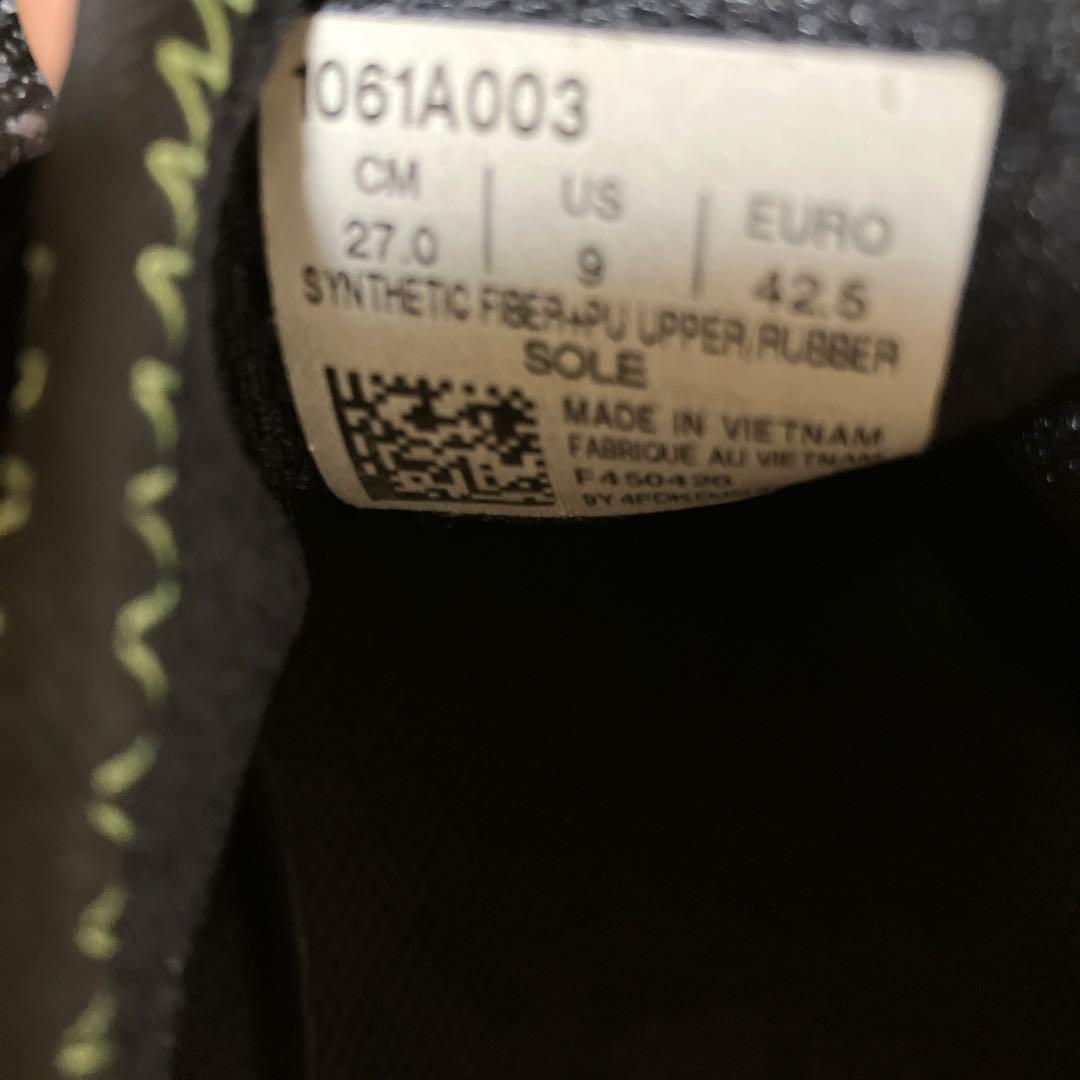 1061A003
CM | US | EURO
27.0 | 9 | 42.5
SYNTHETIC FIBER+PU UPPER/RUBBER
SOLE
MADE IN VIETNAM
FABRIQUE AU VIETNAM
F450420